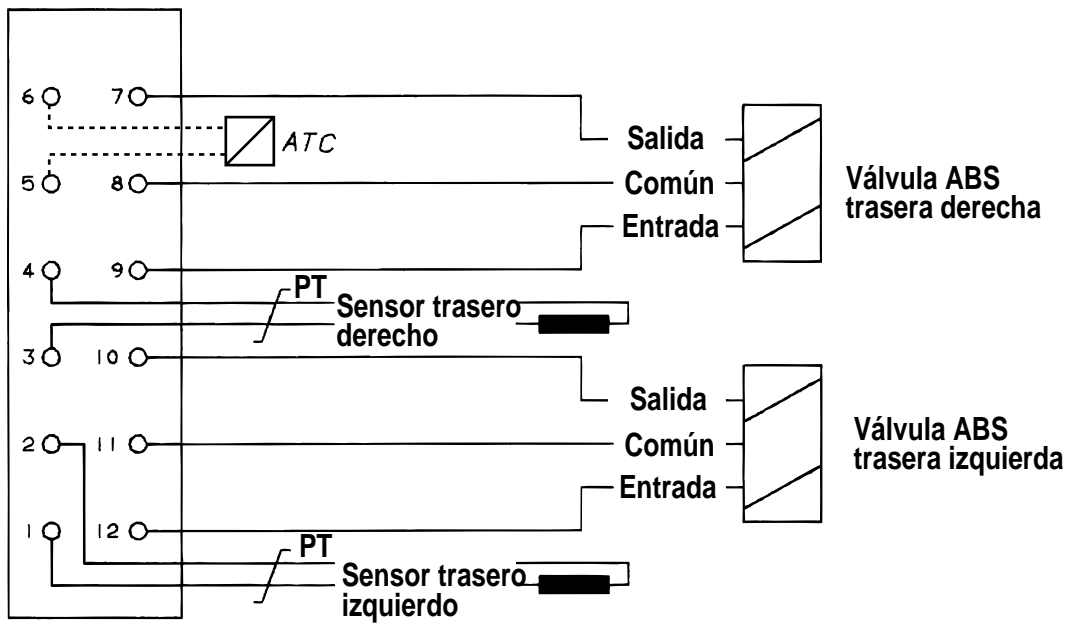 6 7
ATC
Salida
5 8
Común
Válvula ABS
trasera derecha
Entrada
4 9
PT
Sensor trasero
derecho
3 10
Salida
2 11
Común
Válvula ABS
trasera izquierda
Entrada
1 12
PT
Sensor trasero
izquierdo